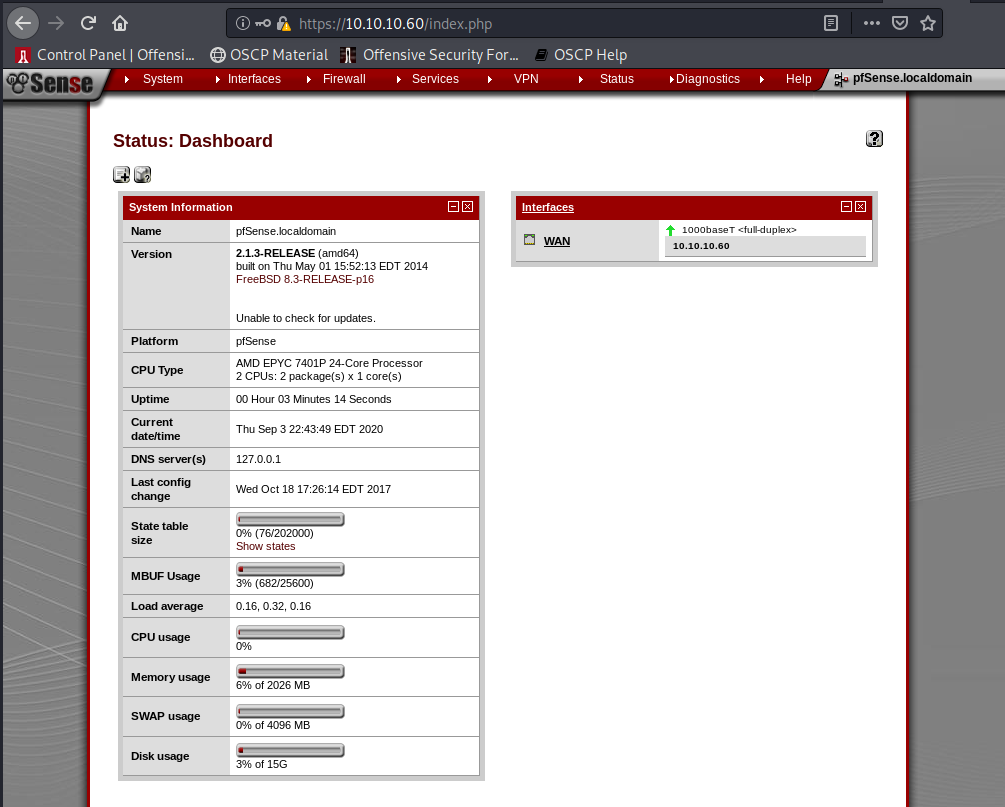 https://10.10.10.60/index.php
Control Panel | Offensi... OSCP Material Offensive Security For... OSCP Help
Sense System Interfaces Firewall Services VPN Status Diagnostics Help pfSense.localdomain
Status: Dashboard
System Information
Name pfSense.localdomain
Version 2.1.3-RELEASE (amd64)
built on Thu May 01 15:52:13 EDT 2014
FreeBSD 8.3-RELEASE-p16
Unable to check for updates.
Platform pfSense
CPU Type AMD EPYC 7401P 24-Core Processor
2 CPUs: 2 package(s) x 1 core(s)
Uptime 00 Hour 03 Minutes 14 Seconds
Current
date/time Thu Sep 3 22:43:49 EDT 2020
DNS server(s) 127.0.0.1
Last config
change Wed Oct 18 17:26:14 EDT 2017
State table
size
0% (76/202000)
Show states
MBUF Usage
3% (682/25600)
Load average 0.16, 0.32, 0.16
CPU usage
0%
Memory usage
6% of 2026 MB
SWAP usage
0% of 4096 MB
Disk usage
3% of 15G
Interfaces
WAN
1000baseT <full-duplex>
10.10.10.60